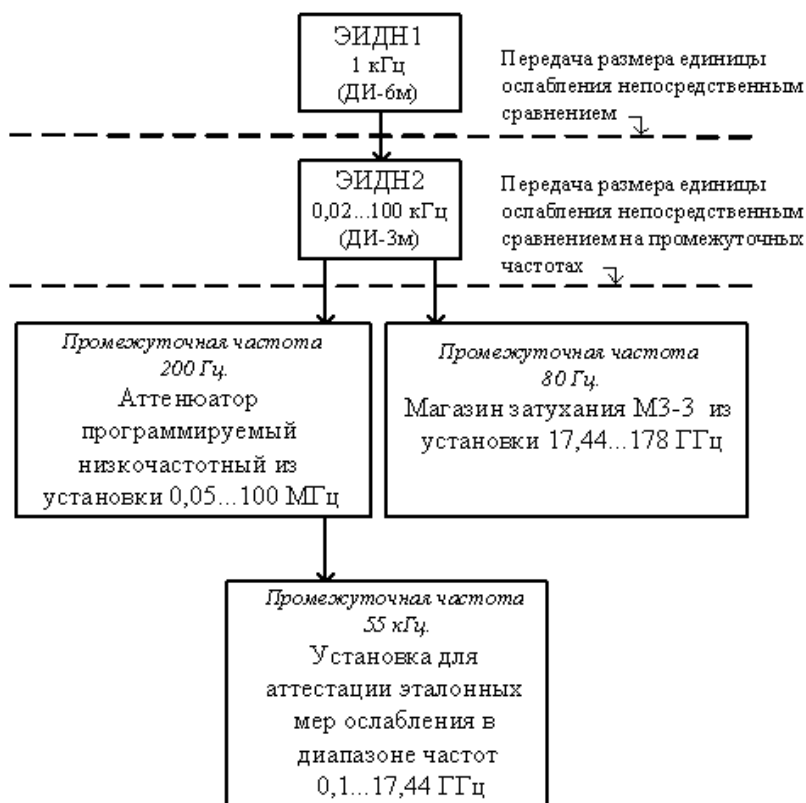 ЭИДН1
1 кГц
(ДИ-6м)
Передача размера единицы
ослабления непосредственным
сравнением
ЭИДН2
0,02...100 кГц
(ДИ-3м)
Передача размера единицы
ослабления непосредственным
сравнением на промежуточных
частотах
Промежуточная частота
200 Гц.
Аттенюатор
программируемый
низкочастотный из
установки 0,05...100 МГц
Промежуточная частота
80 Гц.
Магазин затухания МЗ-3 из
установки 17,44...178 ГГц
Промежуточная частота
55 кГц.
Установка для
аттестации эталонных
мер ослабления в
диапазоне частот
0,1...17,44 ГГц